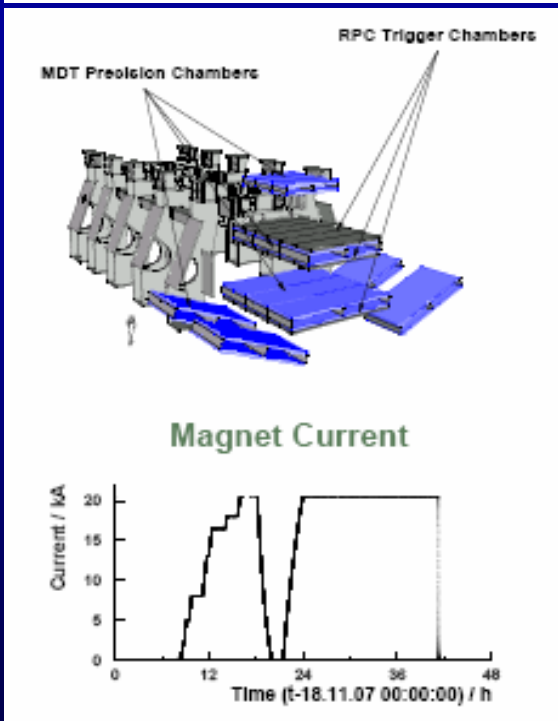 RPC Trigger Chambers
MDT Precision Chambers
Magnet Current
Current / kA
20
15
10
5
0
0 12 24 36 48
Time (t-18.11.07 00:00:00) / h